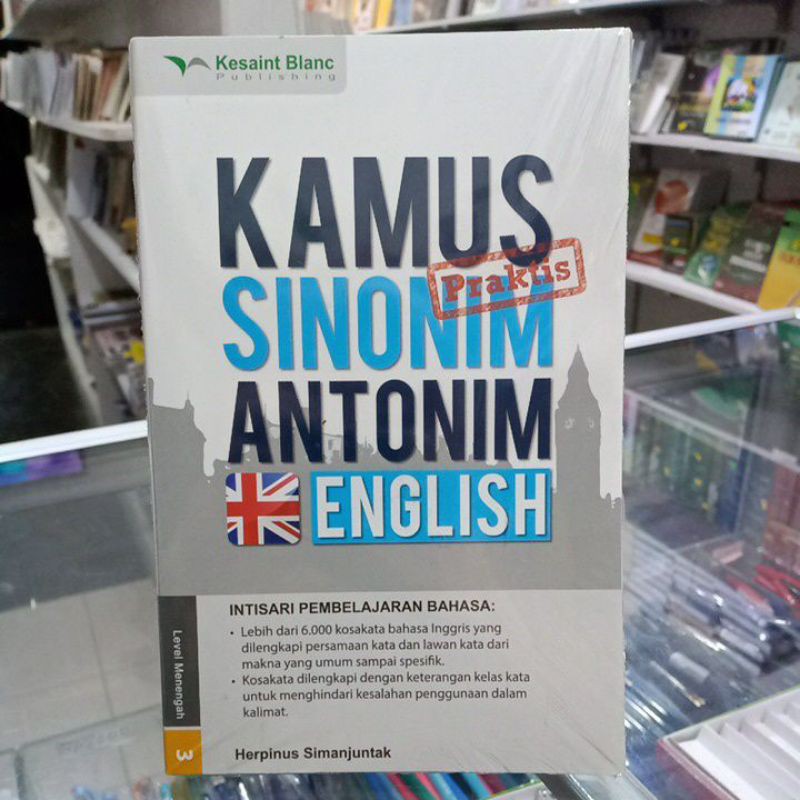 Kesaint Blanc
Publishing
KAMUS
Praktis
SINONIM
ANTONIM
ENGLISH
INTISARI PEMBELAJARAN BAHASA:
• Lebih dari 6.000 kosakata bahasa Inggris yang
dilengkapi persamaan kata dan lawan kata dari
makna yang umum sampai spesifik.
• Kosakata dilengkapi dengan keterangan kelas kata
untuk menghindari kesalahan penggunaan dalam
kalimat.
Level Menengah
3
Herpinus Simanjuntak